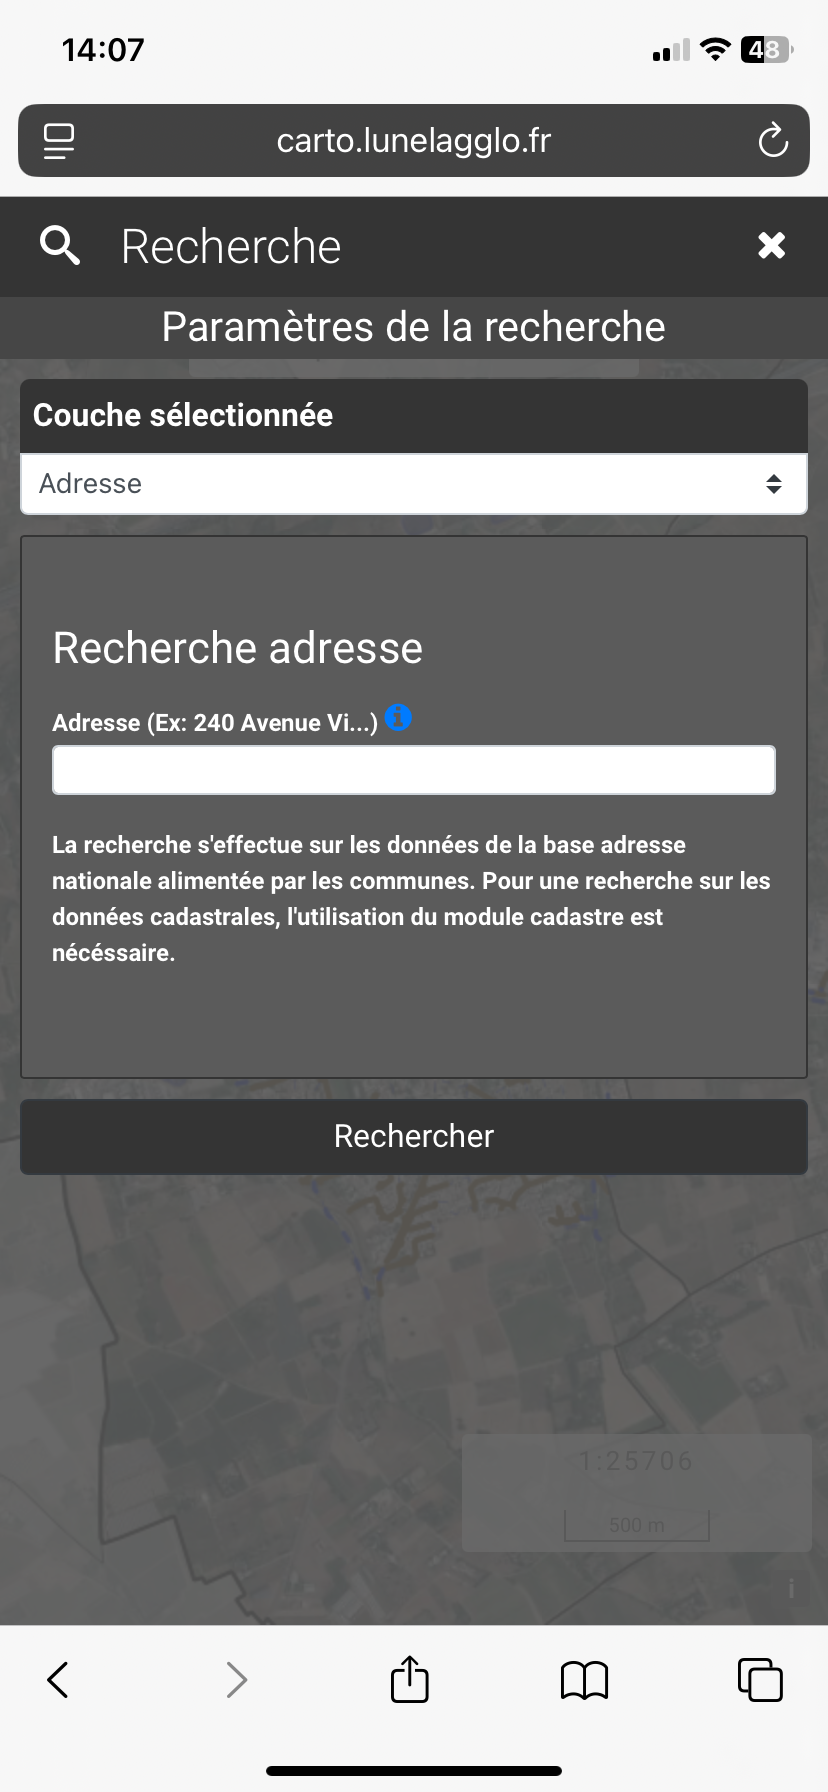 14:07
48
carto.lunelagglo.fr
Recherche
Paramètres de la recherche
Couche sélectionnée
Adresse
Recherche adresse
Adresse (Ex: 240 Avenue Vi...)
La recherche s'effectue sur les données de la base adresse
nationale alimentée par les communes. Pour une recherche sur les
données cadastrales, l'utilisation du module cadastre est
nécéssaire.
Rechercher
1:25706
500 m
i